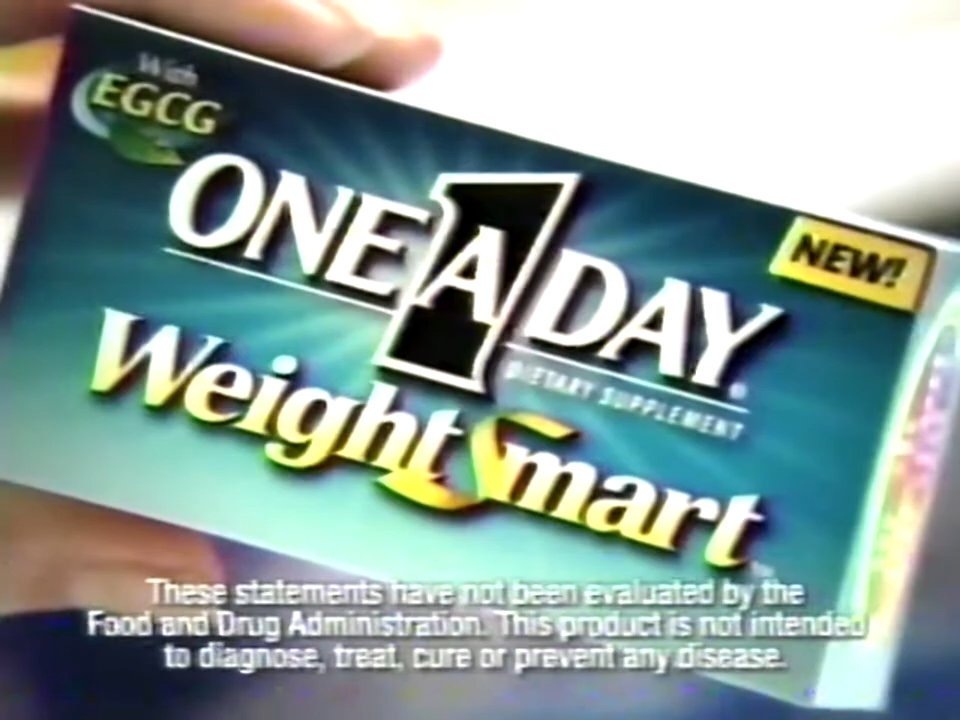 With
EGCG
ONE A DAY
NEW!
DIETARY SUPPLEMENT
WeightSmart
These statements have not been evaluated by the
Food and Drug Administration. This product is not intended
to diagnose, treat, cure or prevent any disease.